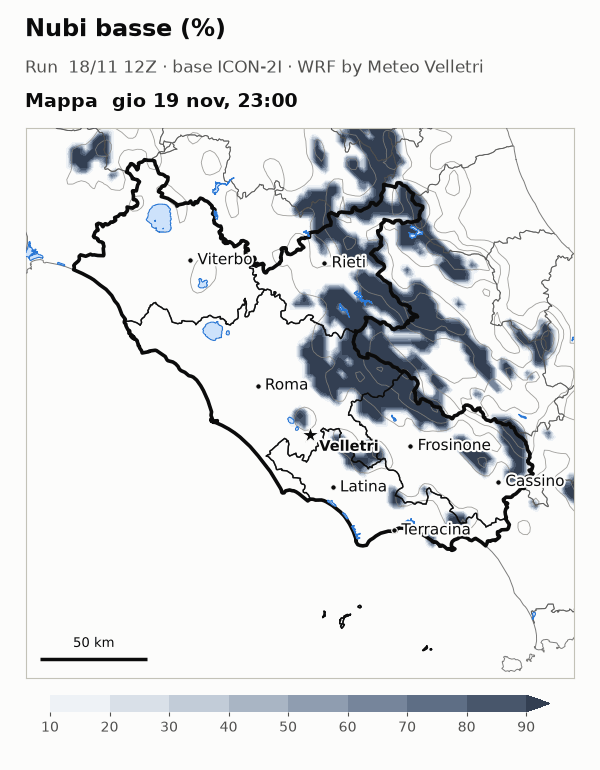 Nubi basse (%)
Run 18/11 12Z · base ICON-2I · WRF by Meteo Velletri
Mappa gio 19 nov, 23:00
Viterbo
Rieti
Roma
Velletri
Frosinone
Latina
Cassino
Terracina
50 km
10 20 30 40 50 60 70 80 90